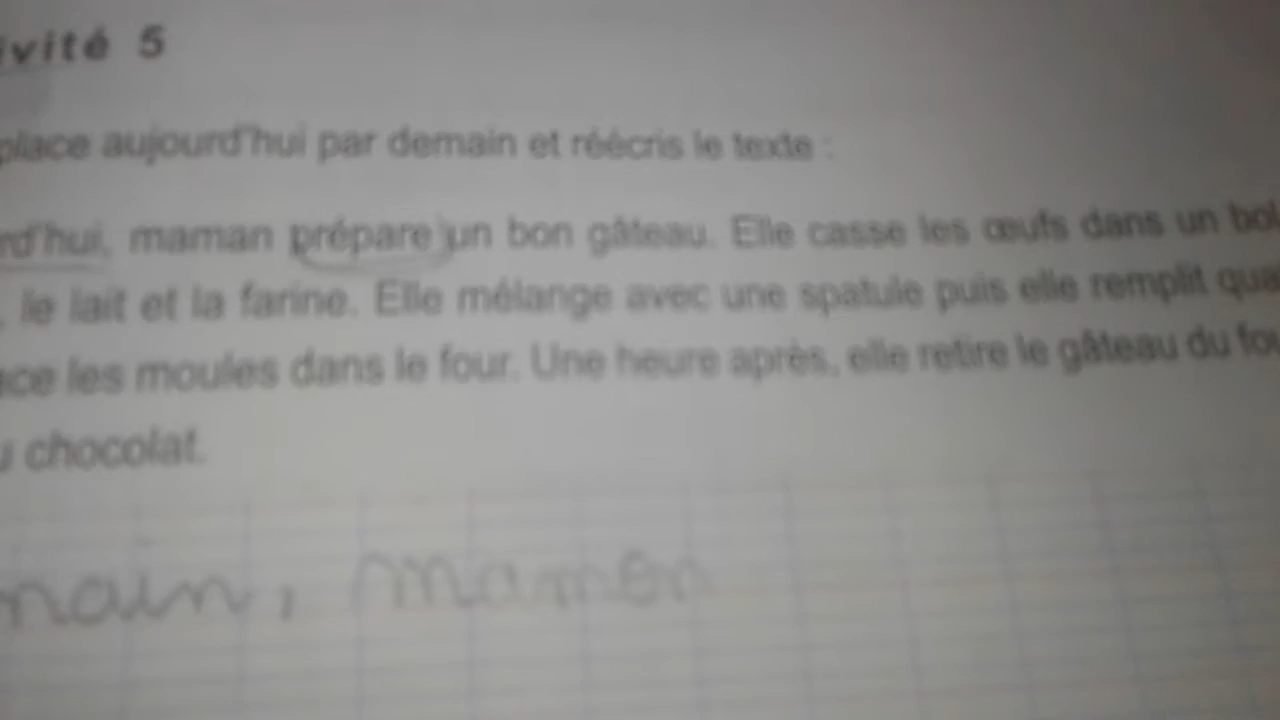 ivité 5
place aujourd'hui par demain et réécris le texte :
rd'hui, maman prépare un bon gâteau. Elle casse les œufs dans un bol
, le lait et la farine. Elle mélange avec une spatule puis elle remplit qua
ace les moules dans le four. Une heure après, elle retire le gâteau du fou
u chocolat.
main, maman